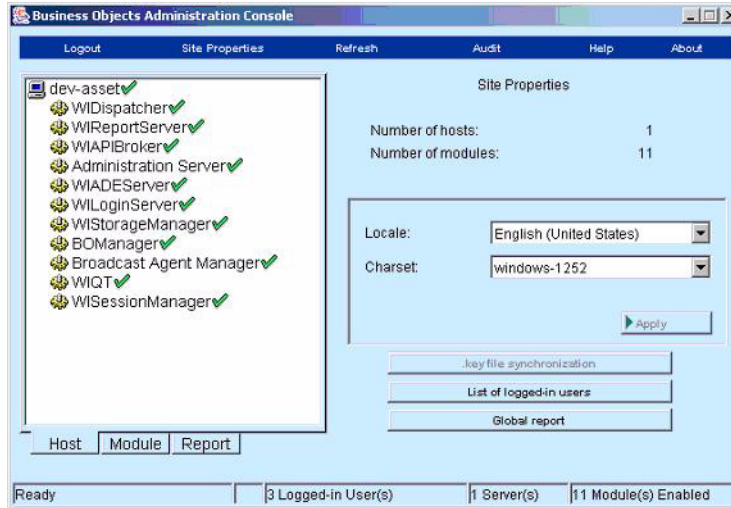 Business Objects Administration Console
Logout Site Properties Refresh Audit Help About
dev-asset
WIDispatcher
WIReportServer
WIAPIBroker
Administration Server
WIADEServer
WILoginServer
WIStorageManager
BOManager
Broadcast Agent Manager
WIQT
WISessionManager
Host Module Report
Site Properties
Number of hosts: 1
Number of modules: 11
Locale: English (United States)
Charset: windows-1252
Apply
.key file synchronization
List of logged-in users
Global report
Ready 3 Logged-in User(s) 1 Server(s) 11 Module(s) Enabled